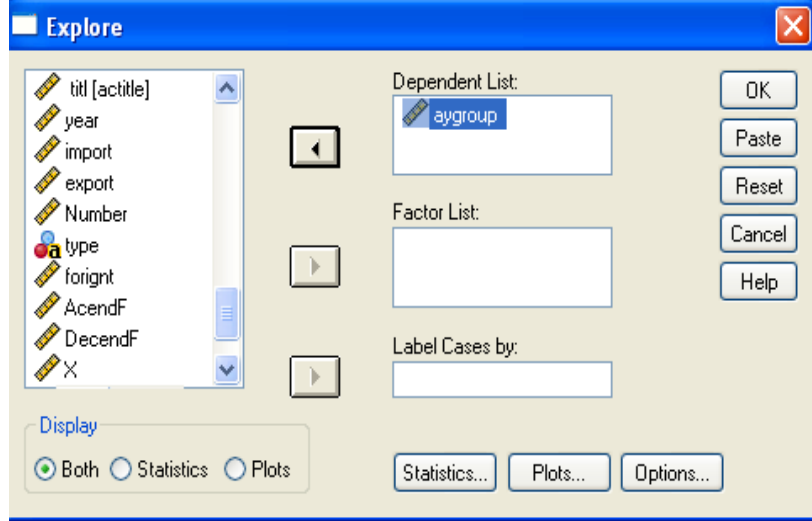 Explore
titl [actitle]
year
import
export
Number
type
forignt
AcendF
DecendF
X
Dependent List:
aygroup
Factor List:
Label Cases by:
OK
Paste
Reset
Cancel
Help
Display
Both Statistics Plots
Statistics... Plots... Options...